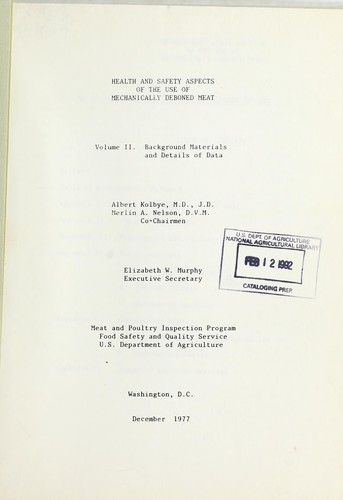 HEALTH AND SAFETY ASPECTS
OF THE USE OF
MECHANICALLY DEBONED MEAT
Volume II. Background Materials
and Details of Data
Albert Kolbye, M.D., J.D.
Merlin A. Nelson, D.V.M.
Co-Chairmen
U.S. DEPT. OF AGRICULTURE
NATIONAL AGRICULTURAL LIBRARY
FEB 12 1992
CATALOGING PREP.
Elizabeth W. Murphy
Executive Secretary
Meat and Poultry Inspection Program
Food Safety and Quality Service
U.S. Department of Agriculture
Washington, D.C.
December 1977